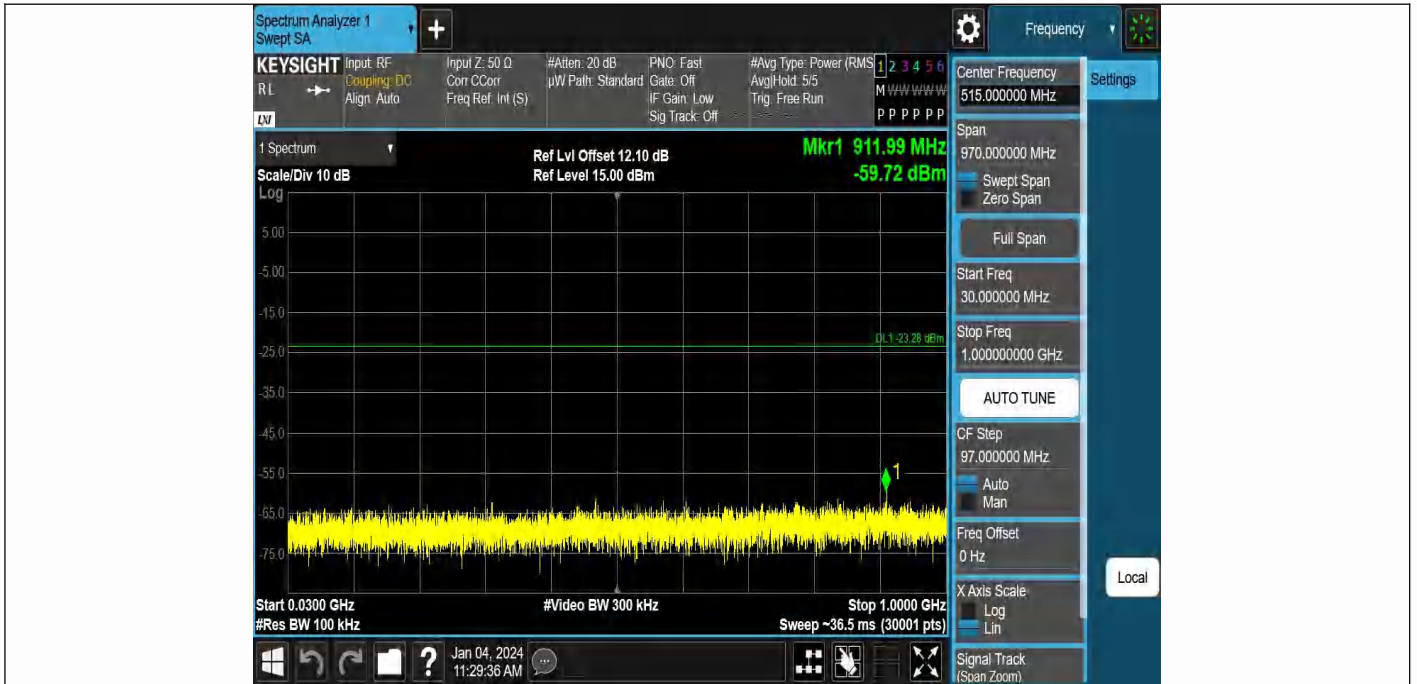 Spectrum Analyzer 1
Swept SA
+
Frequency
KEYSIGHT
RL
LXI
Input: RF
Coupling: DC
Align: Auto
Input Z: 50 Ω
Corr CCorr
Freq Ref: Int (S)
#Atten: 20 dB
µW Path: Standard
PNO: Fast
Gate: Off
IF Gain: Low
Sig Track: Off
#Avg Type: Power (RMS
Avg|Hold: 5/5
Trig: Free Run
1 2 3 4 5 6
M W W W W W
P P P P P P
1 Spectrum
Scale/Div 10 dB
Ref Lvl Offset 12.10 dB
Ref Level 15.00 dBm
Mkr1 911.99 MHz
-59.72 dBm
Log
5.00
-5.00
-15.0
DL1 -23.28 dBm
-25.0
-35.0
-45.0
-55.0
1
-65.0
-75.0
Start 0.0300 GHz
#Res BW 100 kHz
#Video BW 300 kHz
Stop 1.0000 GHz
Sweep ~36.5 ms (30001 pts)
Center Frequency
515.000000 MHz
Settings
Span
970.000000 MHz
Swept Span
Zero Span
Full Span
Start Freq
30.000000 MHz
Stop Freq
1.000000000 GHz
AUTO TUNE
CF Step
97.000000 MHz
Auto
Man
Freq Offset
0 Hz
X Axis Scale
Log
Lin
Local
Signal Track
(Span Zoom)
?
Jan 04, 2024
11:29:36 AM